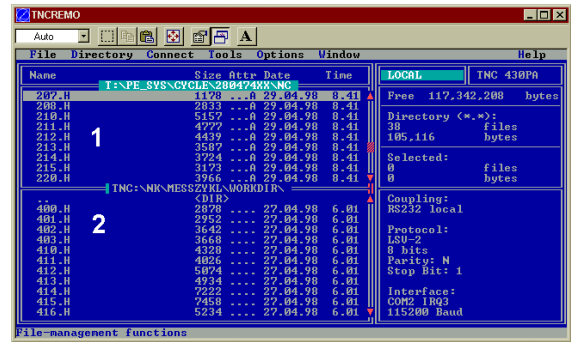 TNCREMO
Auto
A
File Directory Connect Tools Options Window Help
Name Size Attr Date Time
T:\PE_SYS\CYCLE\280474XX\NC
207.H 1178 ...A 29.04.98 8.41
208.H 2833 ...A 29.04.98 8.41
210.H 5157 ...A 29.04.98 8.41
211.H 4777 ...A 29.04.98 8.41
212.H 4439 ...A 29.04.98 8.41
213.H 3587 ...A 29.04.98 8.41
214.H 3724 ...A 29.04.98 8.41
215.H 3173 ...A 29.04.98 8.41
220.H 3966 ...A 29.04.98 8.41
1
TNC:\NK\MESSZYKL\WORKDIR\
.. <DIR>
400.H 2878 .... 27.04.98 6.01
401.H 2952 .... 27.04.98 6.01
402.H 3642 .... 27.04.98 6.01
403.H 3668 .... 27.04.98 6.01
410.H 4328 .... 27.04.98 6.01
411.H 4026 .... 27.04.98 6.01
412.H 5074 .... 27.04.98 6.01
413.H 4934 .... 27.04.98 6.01
414.H 7222 .... 27.04.98 6.01
415.H 7458 .... 27.04.98 6.01
416.H 5234 .... 27.04.98 6.01
2
LOCAL TNC 430PA
Free 117,342,208 bytes
Directory (*.*):
38 files
105,116 bytes
Selected:
0 files
0 bytes
Coupling:
RS232 local
Protocol:
LSV-2
8 bits
Parity: N
Stop Bit: 1
Interface:
COM2 IRQ3
115200 Baud
File-management functions